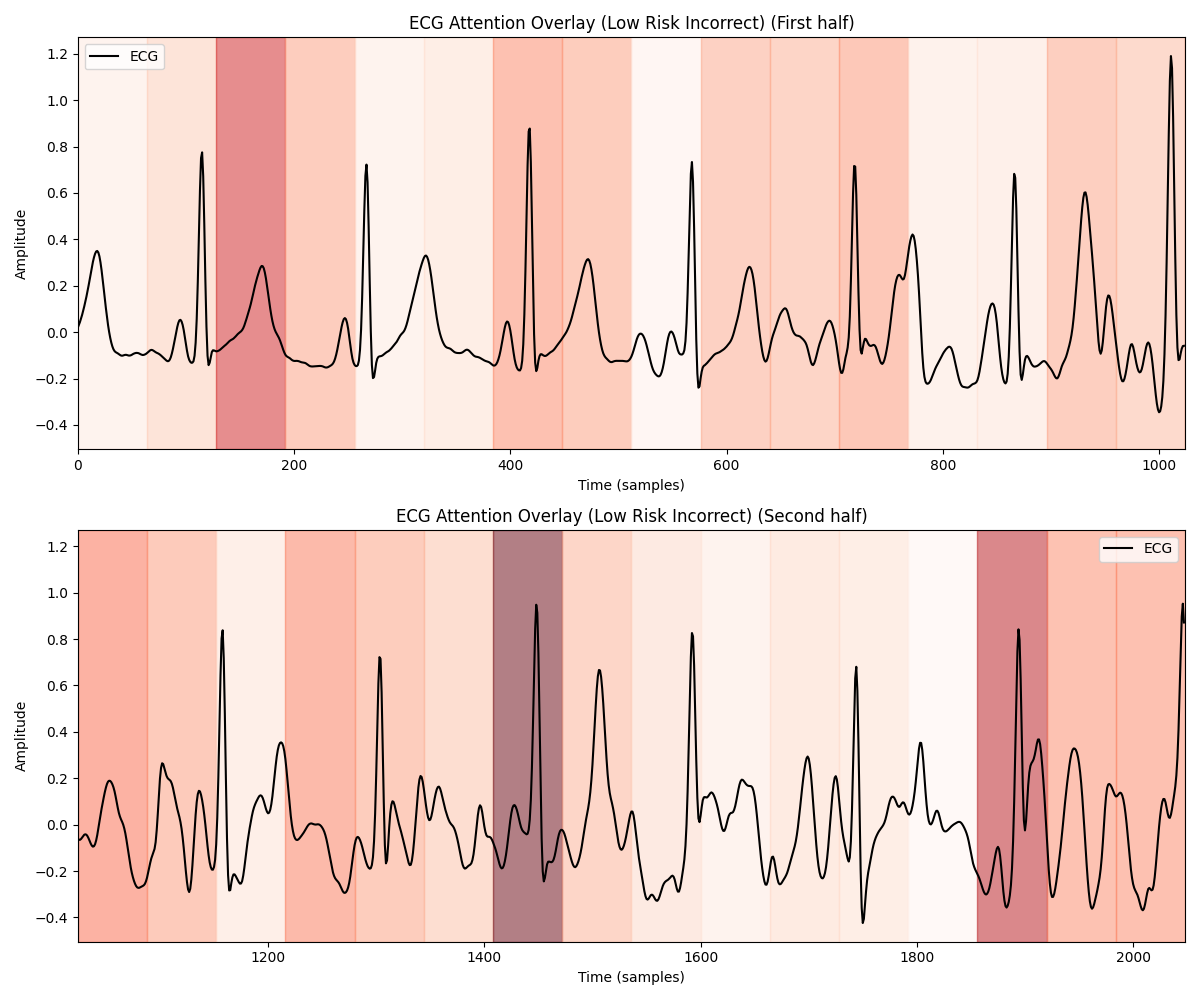 ECG Attention Overlay (Low Risk Incorrect) (First half)
1.2
1.0
0.8
0.6
0.4
0.2
0.0
−0.2
−0.4
Amplitude
ECG
0 200 400 600 800 1000
Time (samples)
ECG Attention Overlay (Low Risk Incorrect) (Second half)
1.2
1.0
0.8
0.6
0.4
0.2
0.0
−0.2
−0.4
Amplitude
ECG
1200 1400 1600 1800 2000
Time (samples)